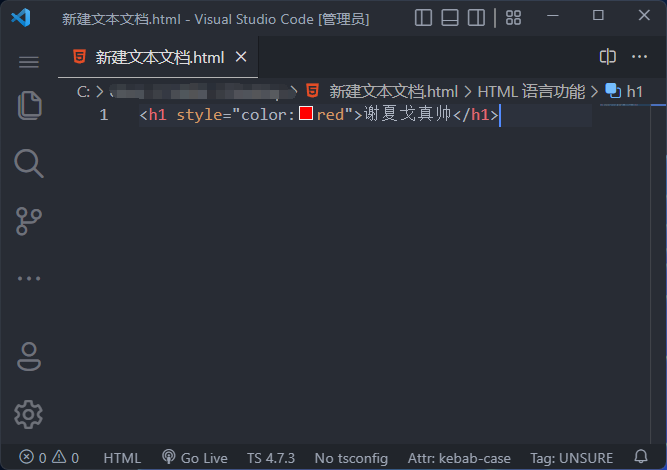 新建文本文档.html - Visual Studio Code [管理员]
新建文本文档.html
C: > > 新建文本文档.html > HTML 语言功能 > h1
1 <h1 style="color:red">谢夏戈真帅</h1>
0 0 HTML Go Live TS 4.7.3 No tsconfig Attr: kebab-case Tag: UNSURE